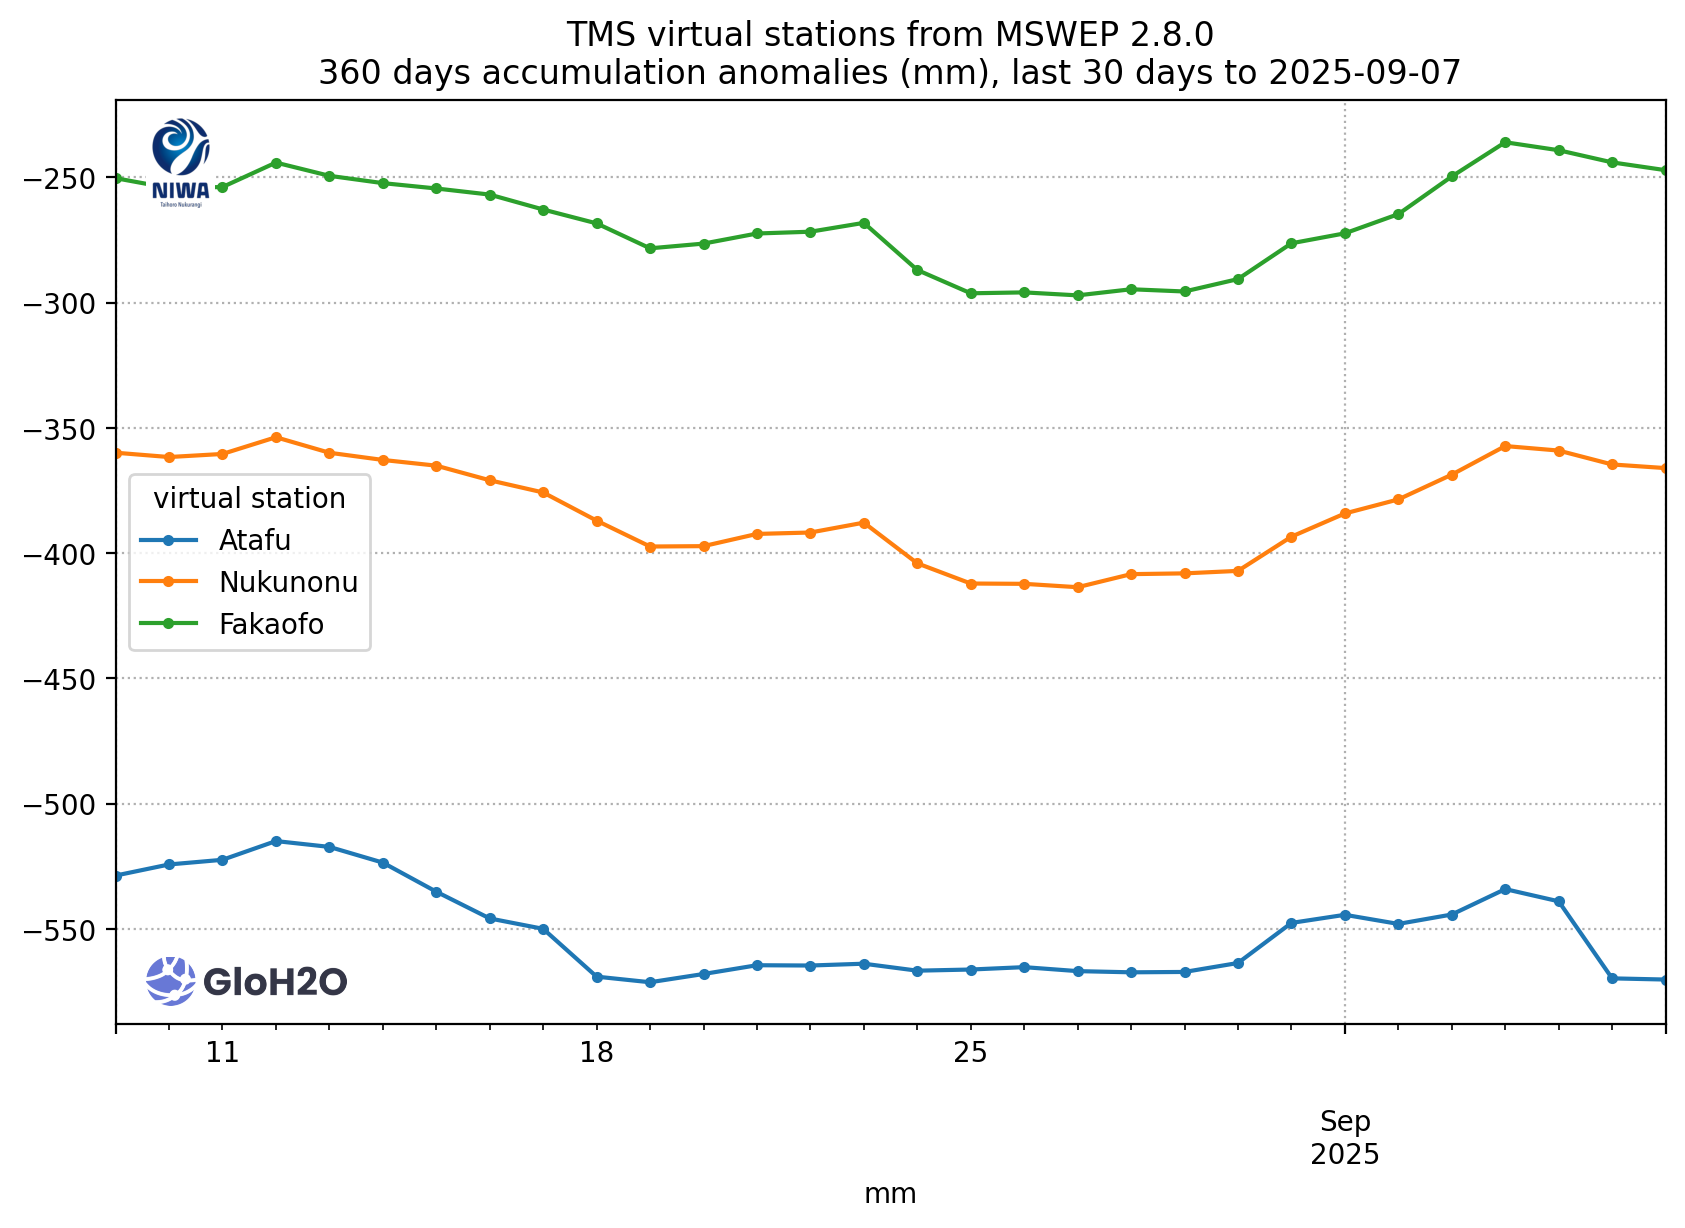 TMS virtual stations from MSWEP 2.8.0
360 days accumulation anomalies (mm), last 30 days to 2025-09-07
NIWA
Taihoro Nukurangi
−250
−300
−350
−400
−450
−500
−550
virtual station
Atafu
Nukunonu
Fakaofo
GloH2O
11
18
25
Sep
2025
mm